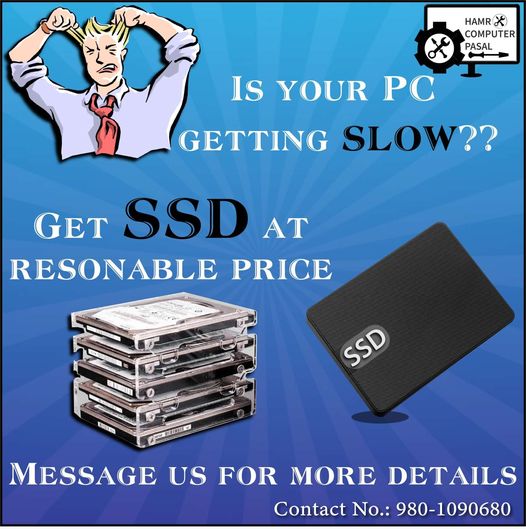 HAMR
COMPUTER
PASAL
Is your PC
getting SLOW??
Get SSD at
resonable price
SSD
Message us for more details
Contact No.: 980-1090680